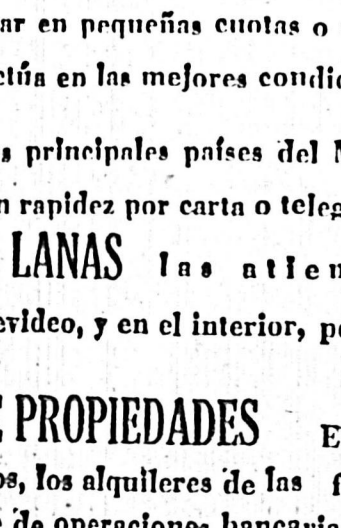 ar en pequeñas cuotas o
ctúa en las mejores condic
s principales países del M
n rapidez por carta o teleg
LANAS las atien
evideo, y en el interior, p
E PROPIEDADES E
os, los alquileres de las f
e de operaciones bancaria